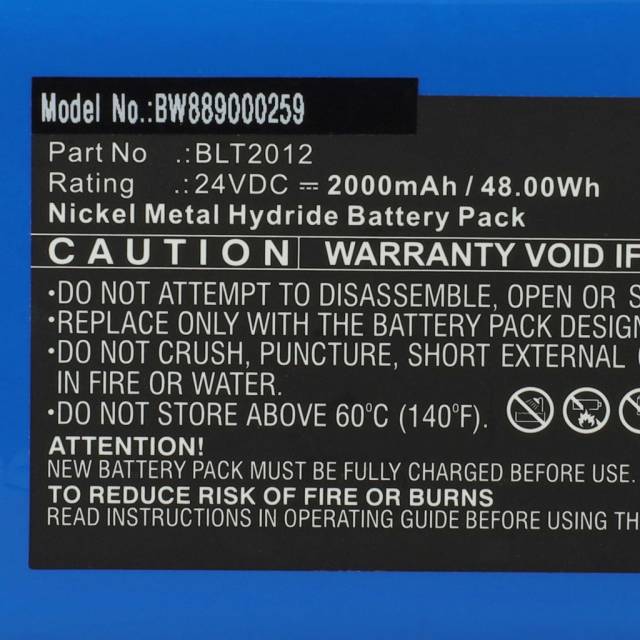 Model No.:BW889000259
Part No .:BLT2012
Rating .:24VDC ⎓ 2000mAh / 48.00Wh
Nickel Metal Hydride Battery Pack
CAUTION WARRANTY VOID IF
•DO NOT ATTEMPT TO DISASSEMBLE, OPEN OR S
•REPLACE ONLY WITH THE BATTERY PACK DESIGN
•DO NOT CRUSH, PUNCTURE, SHORT EXTERNAL
IN FIRE OR WATER.
•DO NOT STORE ABOVE 60°C (140°F).
ATTENTION!
NEW BATTERY PACK MUST BE FULLY CHARGED BEFORE USE.
TO REDUCE RISK OF FIRE OR BURNS
READ INSTRUCTIONS IN OPERATING GUIDE BEFORE USING TH